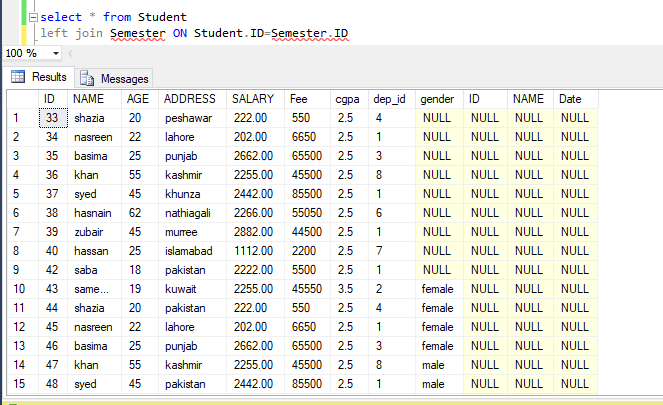 select * from Student
left join Semester ON Student.ID=Semester.ID
100 %
Results Messages
ID NAME AGE ADDRESS SALARY Fee cgpa dep_id gender ID NAME Date
1 33 shazia 20 peshawar 222.00 550 2.5 4 NULL NULL NULL NULL
2 34 nasreen 22 lahore 202.00 6650 2.5 1 NULL NULL NULL NULL
3 35 basima 25 punjab 2662.00 65500 2.5 3 NULL NULL NULL NULL
4 36 khan 55 kashmir 2255.00 45500 2.5 8 NULL NULL NULL NULL
5 37 syed 45 khunza 2442.00 85500 2.5 1 NULL NULL NULL NULL
6 38 hasnain 62 nathiagali 2266.00 55050 2.5 6 NULL NULL NULL NULL
7 39 zubair 45 murree 2882.00 44500 2.5 1 NULL NULL NULL NULL
8 40 hassan 25 islamabad 1112.00 2200 2.5 7 NULL NULL NULL NULL
9 42 saba 18 pakistan 2222.00 5500 2.5 1 NULL NULL NULL NULL
10 43 same... 19 kuwait 2255.00 45550 3.5 2 female NULL NULL NULL
11 44 shazia 20 pakistan 222.00 550 2.5 4 female NULL NULL NULL
12 45 nasreen 22 lahore 202.00 6650 2.5 1 female NULL NULL NULL
13 46 basima 25 punjab 2662.00 65500 2.5 3 female NULL NULL NULL
14 47 khan 55 kashmir 2255.00 45500 2.5 8 male NULL NULL NULL
15 48 syed 45 pakistan 2442.00 85500 2.5 1 male NULL NULL NULL